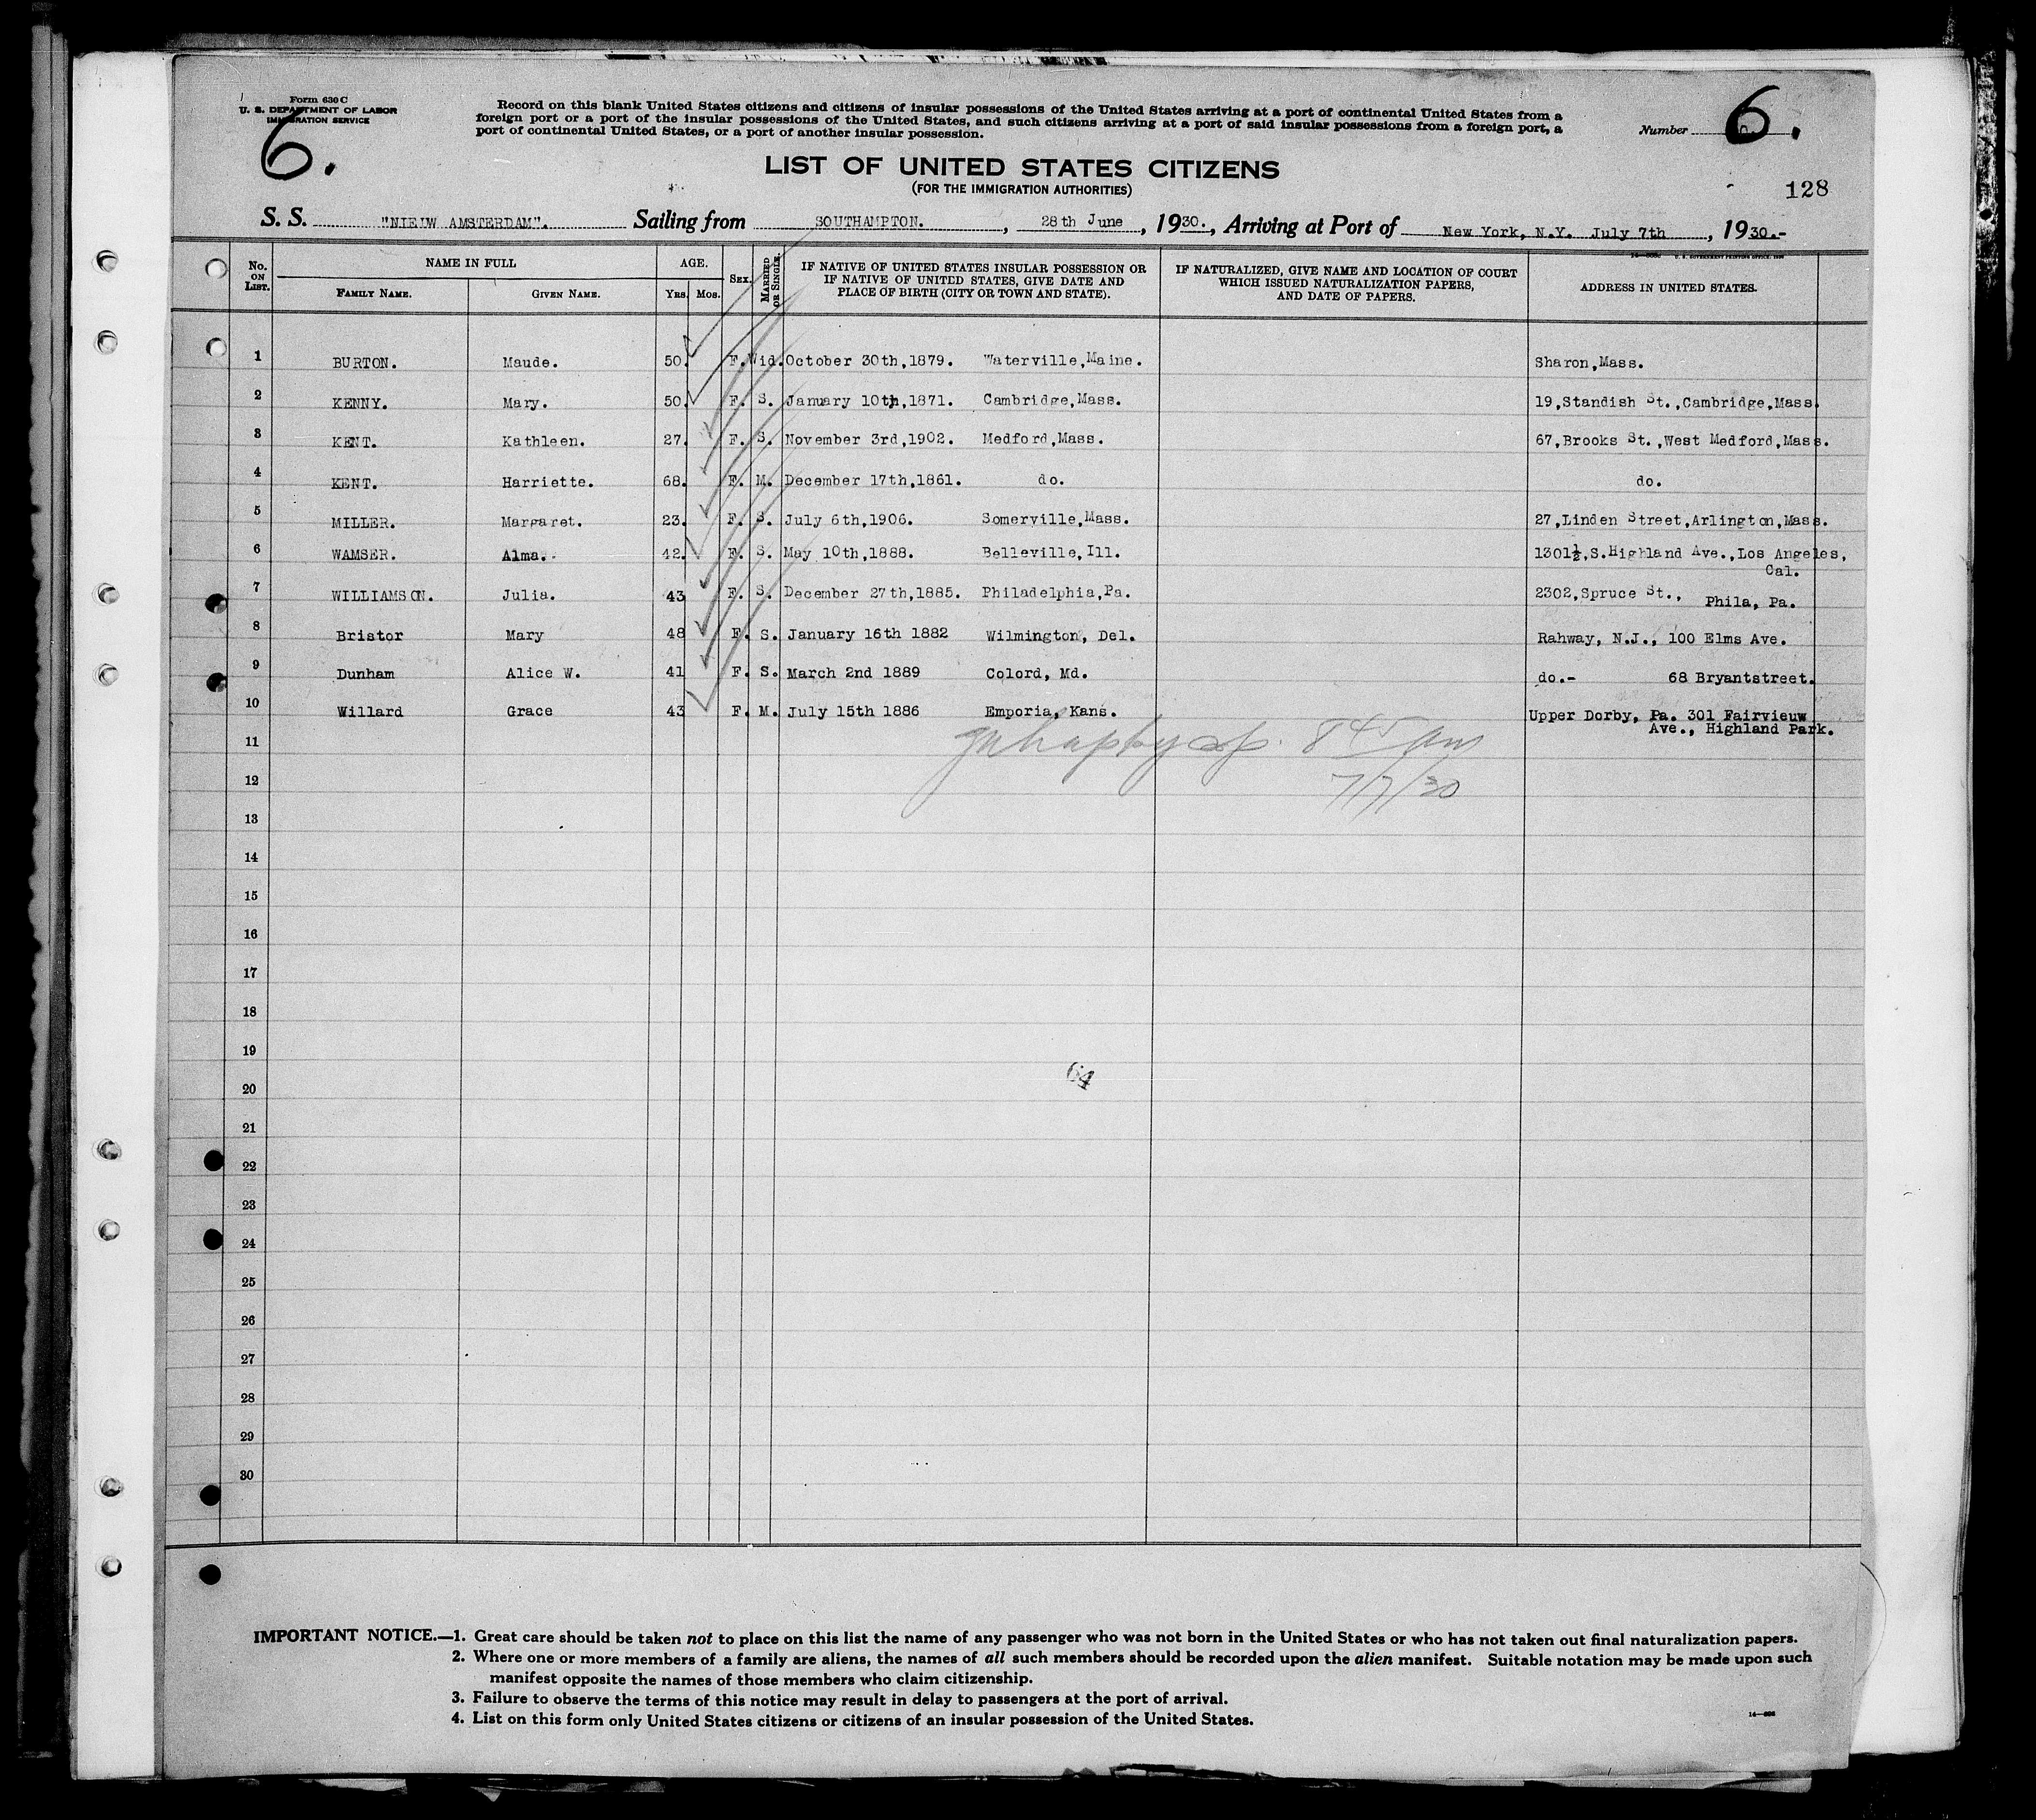 Form 630 C
U. S. DEPARTMENT OF LABOR
IMMIGRATION SERVICE
6.
Record on this blank United States citizens and citizens of insular possessions of the United States arriving at a port of continental United States from a
foreign port or a port of the insular possessions of the United States, and such citizens arriving at a port of said insular possessions from a foreign port, a
port of continental United States, or a port of another insular possession.
Number 6.
LIST OF UNITED STATES CITIZENS
(FOR THE IMMIGRATION AUTHORITIES)
128
S. S. "NIEUW AMSTERDAM". Sailing from SOUTHAMPTON. , 28th June , 1930. , Arriving at Port of New York, N.Y. July 7th , 1930.-
No. ON LIST. NAME IN FULL AGE. SEX. MARRIED OR SINGLE. IF NATIVE OF UNITED STATES INSULAR POSSESSION OR IF NATIVE OF UNITED STATES, GIVE DATE AND PLACE OF BIRTH (CITY OR TOWN AND STATE). IF NATURALIZED, GIVE NAME AND LOCATION OF COURT WHICH ISSUED NATURALIZATION PAPERS, AND DATE OF PAPERS. ADDRESS IN UNITED STATES.
FAMILY NAME. GIVEN NAME. YRS. MOS.
1 BURTON. Maude. 50. F. Wid. October 30th,1879. Waterville,Maine. Sharon,Mass.
2 KENNY. Mary. 50. F. S. January 10th,1871. Cambridge,Mass. 19,Standish St.,Cambridge,Mass.
3 KENT. Kathleen. 27. F. S. November 3rd,1902. Medford,Mass. 67,Brooks St.,West Medford,Mass.
4 KENT. Harriette. 68. F. M. December 17th,1861. do. do.
5 MILLER. Margaret. 23. F. S. July 6th,1906. Somerville,Mass. 27,Linden Street,Arlington,Mass.
6 WAMSER. Alma. 42. F. S. May 10th,1888. Belleville,Ill. 1301½,S.Highland Ave.,Los Angeles,
Cal.
7 WILLIAMSON. Julia. 43 F. S. December 27th,1885. Philadelphia,Pa. 2302,Spruce St., Phila, Pa.
8 Bristor Mary 48 F. S. January 16th 1882 Wilmington, Del. Rahway, N.J., 100 Elms Ave.
9 Dunham Alice W. 41 F. S. March 2nd 1889 Colord, Md. do.- 68 Bryantstreet.
10 Willard Grace 43 F. M. July 15th 1886 Emporia, Kans. Upper Dorby, Pa. 301 Fairvieuw
Ave., Highland Park.
11
8 45 am
12
7/7/30
13
14
15
16
17
18
19
64
20
21
22
23
24
25
26
27
28
29
30
IMPORTANT NOTICE.—1. Great care should be taken not to place on this list the name of any passenger who was not born in the United States or who has not taken out final naturalization papers.
2. Where one or more members of a family are aliens, the names of all such members should be recorded upon the alien manifest. Suitable notation may be made upon such
manifest opposite the names of those members who claim citizenship.
3. Failure to observe the terms of this notice may result in delay to passengers at the port of arrival.
4. List on this form only United States citizens or citizens of an insular possession of the United States.